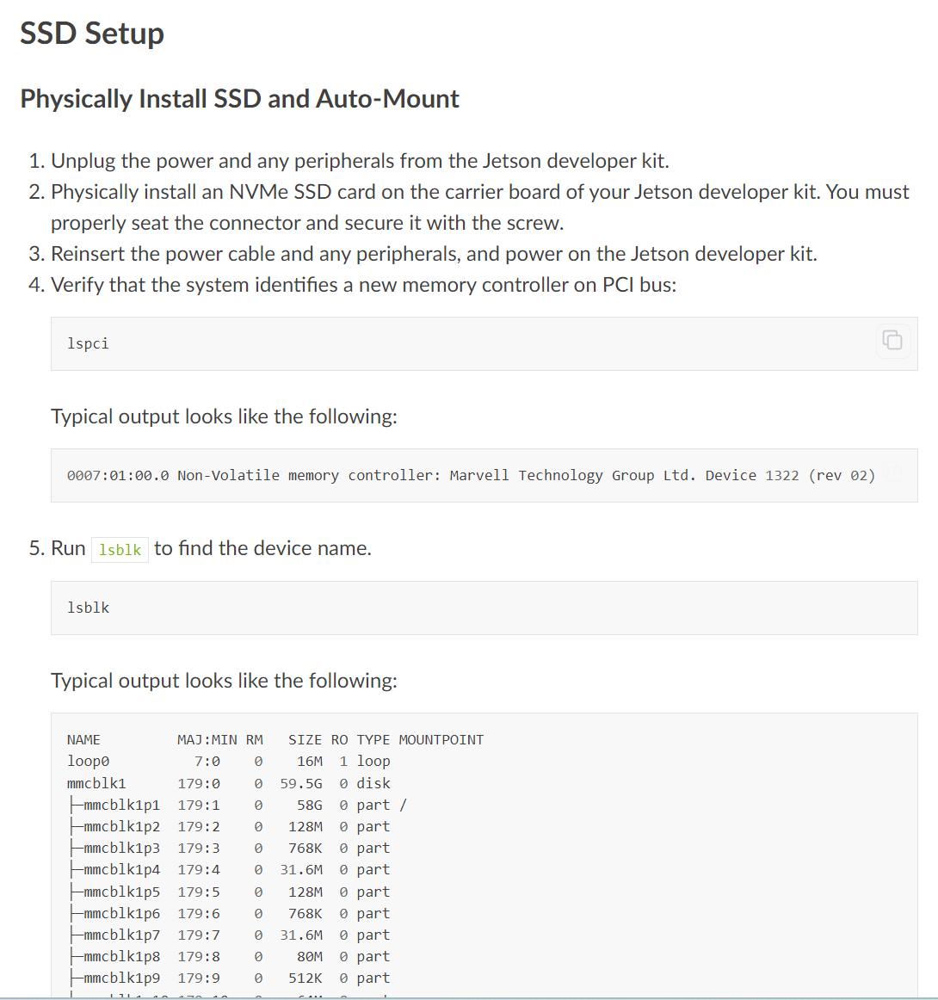 SSD Setup
Physically Install SSD and Auto-Mount
1. Unplug the power and any peripherals from the Jetson developer kit.
2. Physically install an NVMe SSD card on the carrier board of your Jetson developer kit. You must
properly seat the connector and secure it with the screw.
3. Reinsert the power cable and any peripherals, and power on the Jetson developer kit.
4. Verify that the system identifies a new memory controller on PCI bus:
lspci
Typical output looks like the following:
0007:01:00.0 Non-Volatile memory controller: Marvell Technology Group Ltd. Device 1322 (rev 02)
5. Run lsblk to find the device name.
lsblk
Typical output looks like the following:
NAME         MAJ:MIN RM   SIZE RO TYPE MOUNTPOINT
loop0          7:0    0    16M  1 loop
mmcblk1      179:0    0  59.5G  0 disk
├─mmcblk1p1  179:1    0    58G  0 part /
├─mmcblk1p2  179:2    0   128M  0 part
├─mmcblk1p3  179:3    0   768K  0 part
├─mmcblk1p4  179:4    0  31.6M  0 part
├─mmcblk1p5  179:5    0   128M  0 part
├─mmcblk1p6  179:6    0   768K  0 part
├─mmcblk1p7  179:7    0  31.6M  0 part
├─mmcblk1p8  179:8    0    80M  0 part
├─mmcblk1p9  179:9    0   512K  0 part